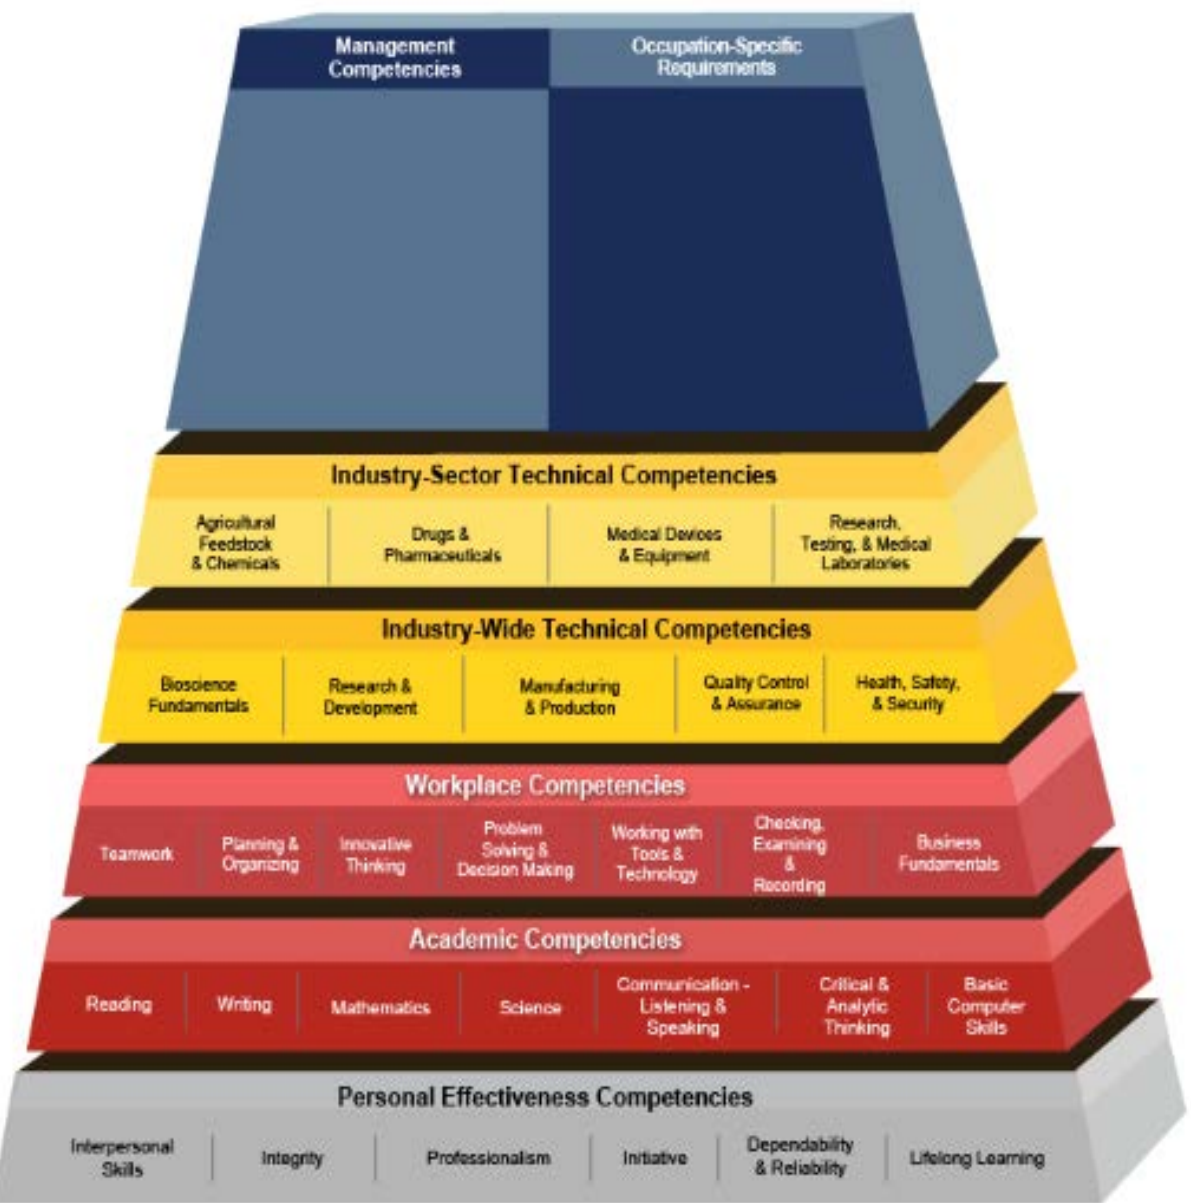 Management
Competencies
Occupation-Specific
Requirements
Industry-Sector Technical Competencies
Agricultural
Feedstock
& Chemicals
Drugs &
Pharmaceuticals
Medical Devices
& Equipment
Research,
Testing, & Medical
Laboratories
Industry-Wide Technical Competencies
Bioscience
Fundamentals
Research &
Development
Manufacturing
& Production
Quality Control
& Assurance
Health, Safety,
& Security
Workplace Competencies
Teamwork
Planning &
Organizing
Innovative
Thinking
Problem
Solving &
Decision Making
Working with
Tools &
Technology
Checking,
Examining
&
Recording
Business
Fundamentals
Academic Competencies
Reading
Writing
Mathematics
Science
Communication -
Listening &
Speaking
Critical &
Analytic
Thinking
Basic
Computer
Skills
Personal Effectiveness Competencies
Interpersonal
Skills
Integrity
Professionalism
Initiative
Dependability
& Reliability
Lifelong Learning